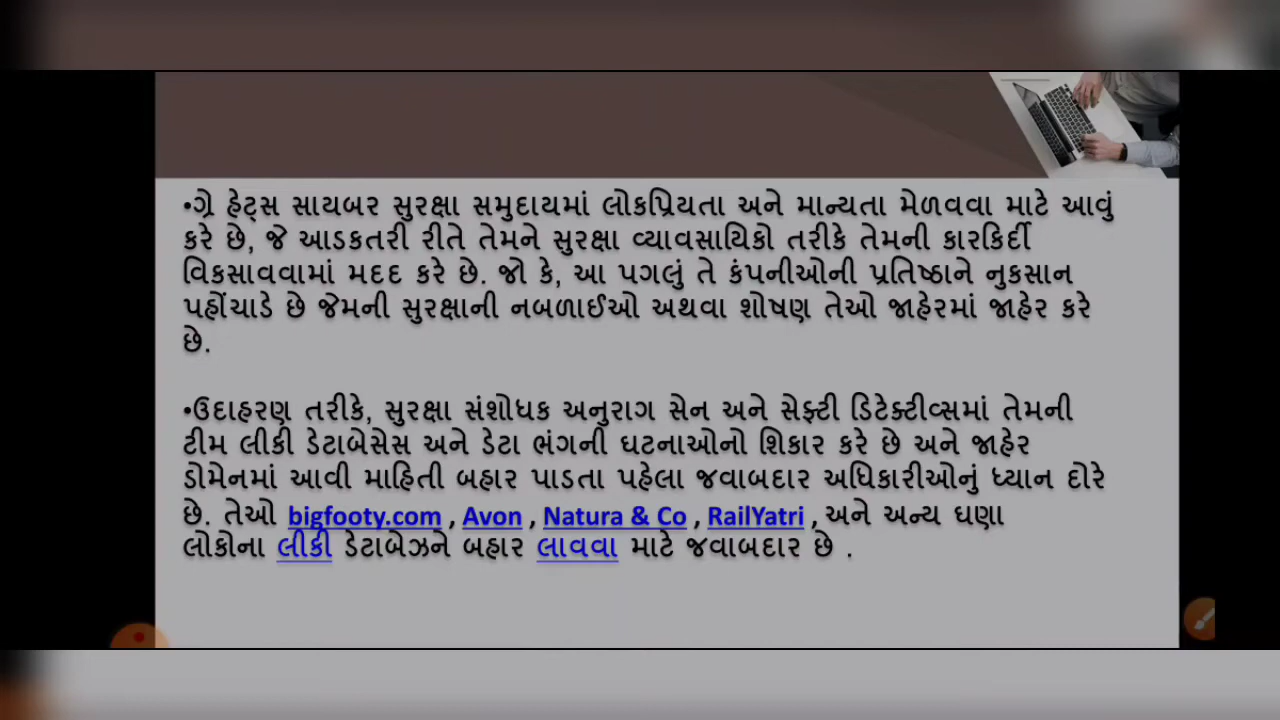 •ગ્રે હેટ્સ સાયબર સુરક્ષા સમુદાયમાં લોકપ્રિયતા અને માન્યતા મેળવવા માટે આવું
કરે છે, જે આડકતરી રીતે તેમને સુરક્ષા વ્યાવસાયિકો તરીકે તેમની કારકિર્દી
વિકસાવવામાં મદદ કરે છે. જો કે, આ પગલું તે કંપનીઓની પ્રતિષ્ઠાને નુકસાન
પહોંચાડે છે જેમની સુરક્ષાની નબળાઈઓ અથવા શોષણ તેઓ જાહેરમાં જાહેર કરે
છે.
•ઉદાહરણ તરીકે, સુરક્ષા સંશોધક અનુરાગ સેન અને સેફ્ટી ડિટેક્ટીવ્સમાં તેમની
ટીમ લીકી ડેટાબેસેસ અને ડેટા ભંગની ઘટનાઓનો શિકાર કરે છે અને જાહેર
ડોમેનમાં આવી માહિતી બહાર પાડતા પહેલા જવાબદાર અધિકારીઓનું ધ્યાન દોરે
છે. તેઓ bigfooty.com , Avon , Natura & Co , RailYatri , અને અન્ય ઘણા
લોકોના લીકી ડેટાબેઝને બહાર લાવવા માટે જવાબદાર છે .